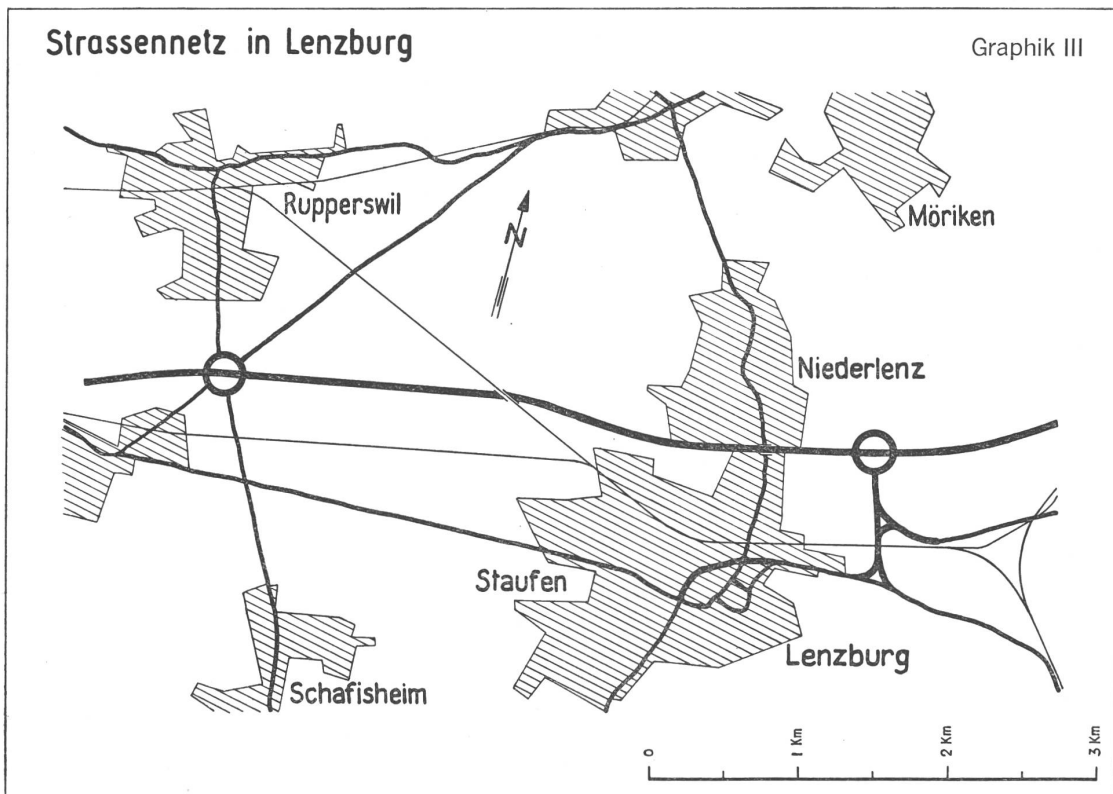 Strassennetz in Lenzburg
Graphik III
Rupperswil
N
Möriken
Niederlenz
Staufen
Lenzburg
Schafisheim
0
1 Km
2 Km
3 Km